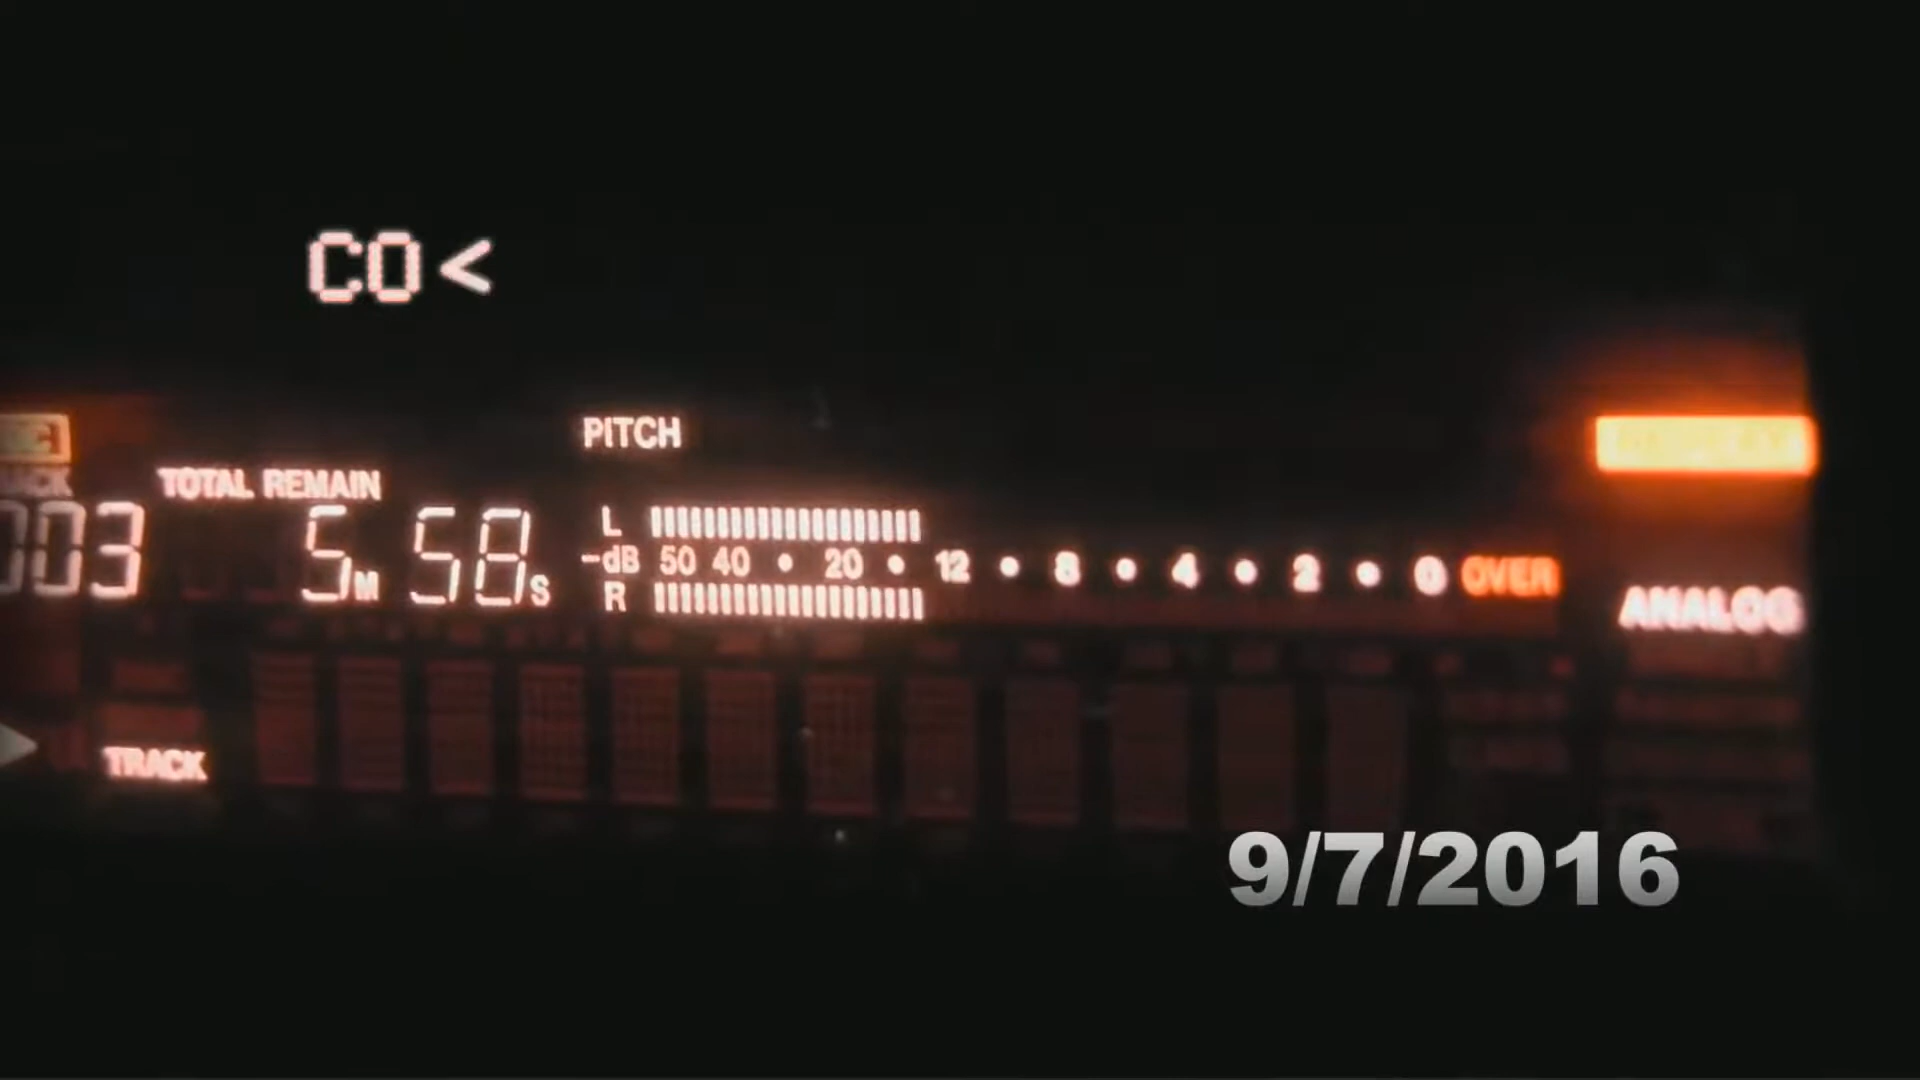 CO<
PITCH
TOTAL REMAIN
003 5M 58S
L
-dB 50 40 • 20 • 12 • 8 • 4 • 2 • 0 OVER
R
ANALOG
TRACK
9/7/2016